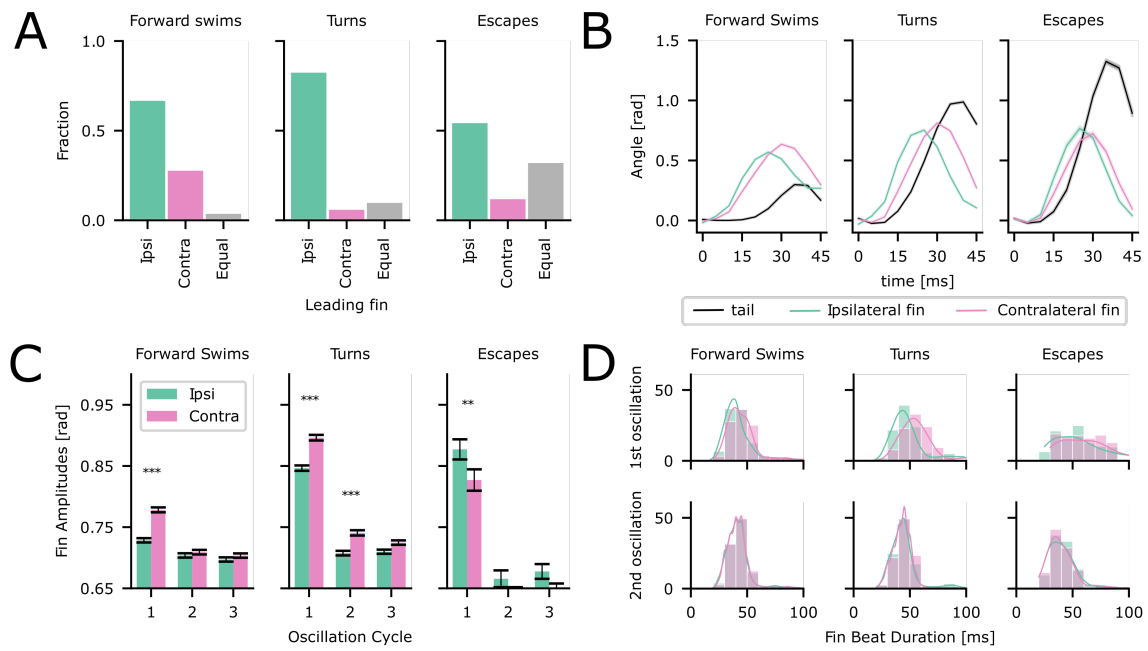 A
Forward swims
Turns
Escapes
1.0
0.5
0.0
Fraction
Ipsi
Contra
Equal
Ipsi
Contra
Equal
Ipsi
Contra
Equal
Leading fin
B
Forward Swims
Turns
Escapes
1.5
1.0
0.5
0.0
Angle [rad]
0 15 30 45
0 15 30 45
0 15 30 45
time [ms]
tail
Ipsilateral fin
Contralateral fin
C
Forward Swims
Turns
Escapes
Ipsi
Contra
0.95
0.85
0.75
0.65
Fin Amplitudes [rad]
***
***
***
**
1 2 3
1 2 3
1 2 3
Oscillation Cycle
D
Forward Swims
Turns
Escapes
1st oscillation
50
0
2nd oscillation
50
0
0 50 100
0 50 100
0 50 100
Fin Beat Duration [ms]